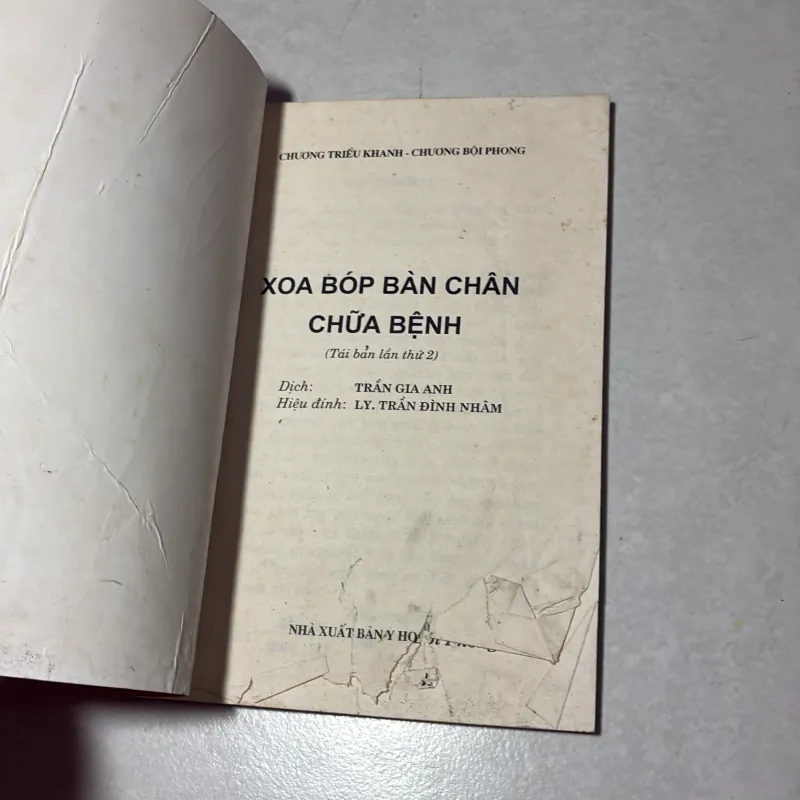 CHƯƠNG TRIỀU KHANH - CHƯƠNG BỘI PHONG
XOA BÓP BÀN CHÂN
CHỮA BỆNH
(Tái bản lần thứ 2)
Dịch: TRẦN GIA ANH
Hiệu đính: LY. TRẦN ĐÌNH NHÂM
NHÀ XUẤT BẢN Y HỌ